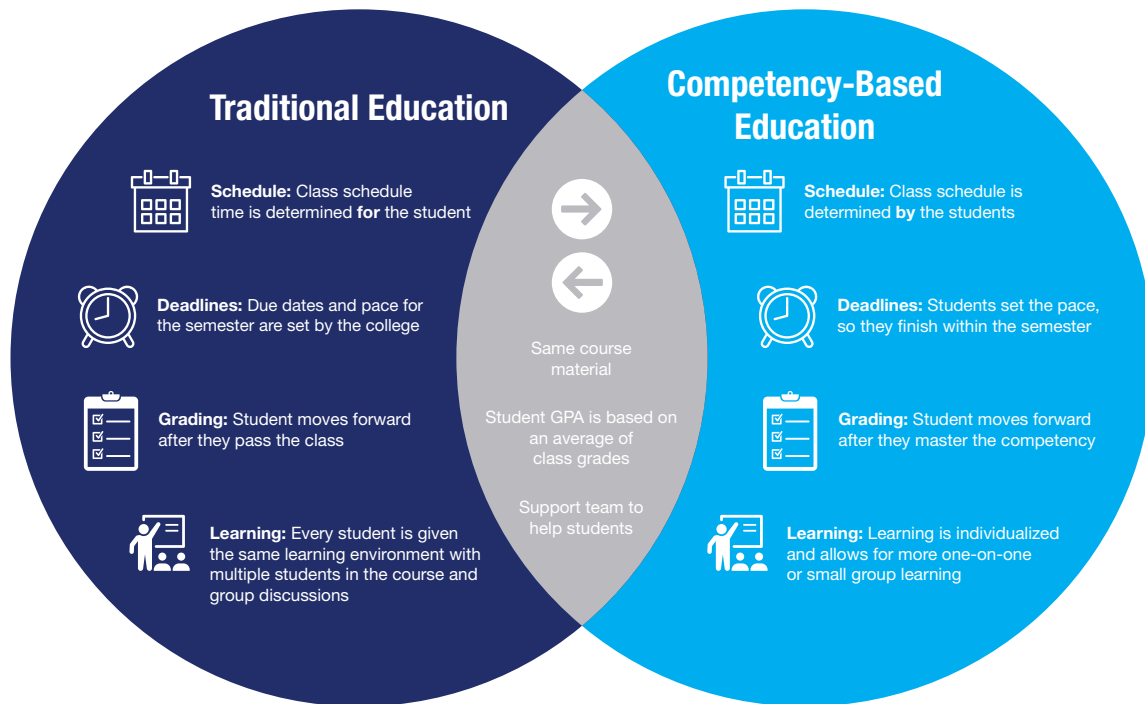 Traditional Education
Schedule: Class schedule
time is determined for the student
Deadlines: Due dates and pace for
the semester are set by the college
Grading: Student moves forward
after they pass the class
Learning: Every student is given
the same learning environment with
multiple students in the course and
group discussions
Same course
material
Student GPA is based on
an average of
class grades
Support team to
help students
Competency-Based
Education
Schedule: Class schedule is
determined by the students
Deadlines: Students set the pace,
so they finish within the semester
Grading: Student moves forward
after they master the competency
Learning: Learning is individualized
and allows for more one-on-one
or small group learning